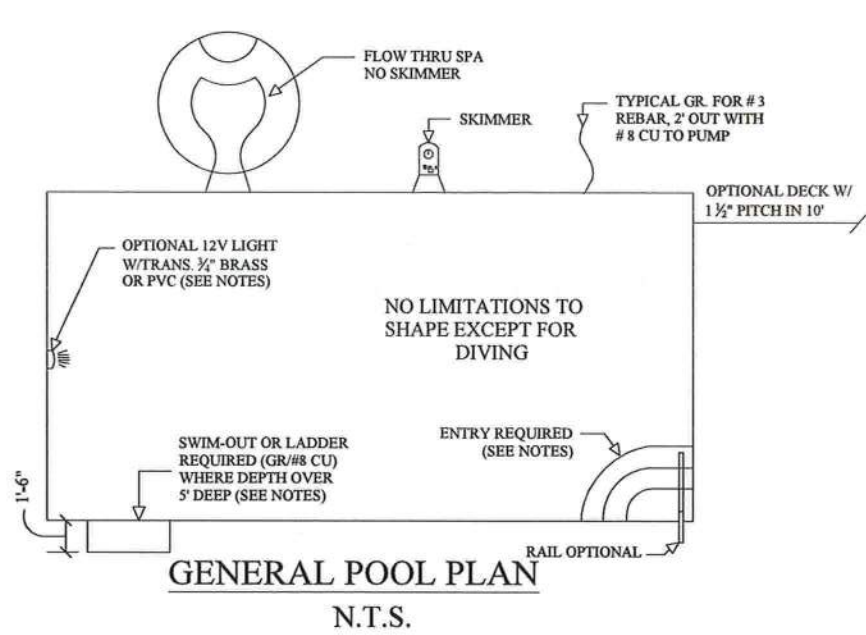 FLOW THRU SPA
NO SKIMMER
SKIMMER
TYPICAL GR. FOR # 3
REBAR, 2' OUT WITH
# 8 CU TO PUMP
OPTIONAL DECK W/
1 ½" PITCH IN 10'
OPTIONAL 12V LIGHT
W/TRANS. ¾" BRASS
OR PVC (SEE NOTES)
NO LIMITATIONS TO
SHAPE EXCEPT FOR
DIVING
ENTRY REQUIRED
(SEE NOTES)
SWIM-OUT OR LADDER
REQUIRED (GR/#8 CU)
WHERE DEPTH OVER
5' DEEP (SEE NOTES)
1'-6"
RAIL OPTIONAL
GENERAL POOL PLAN
N.T.S.